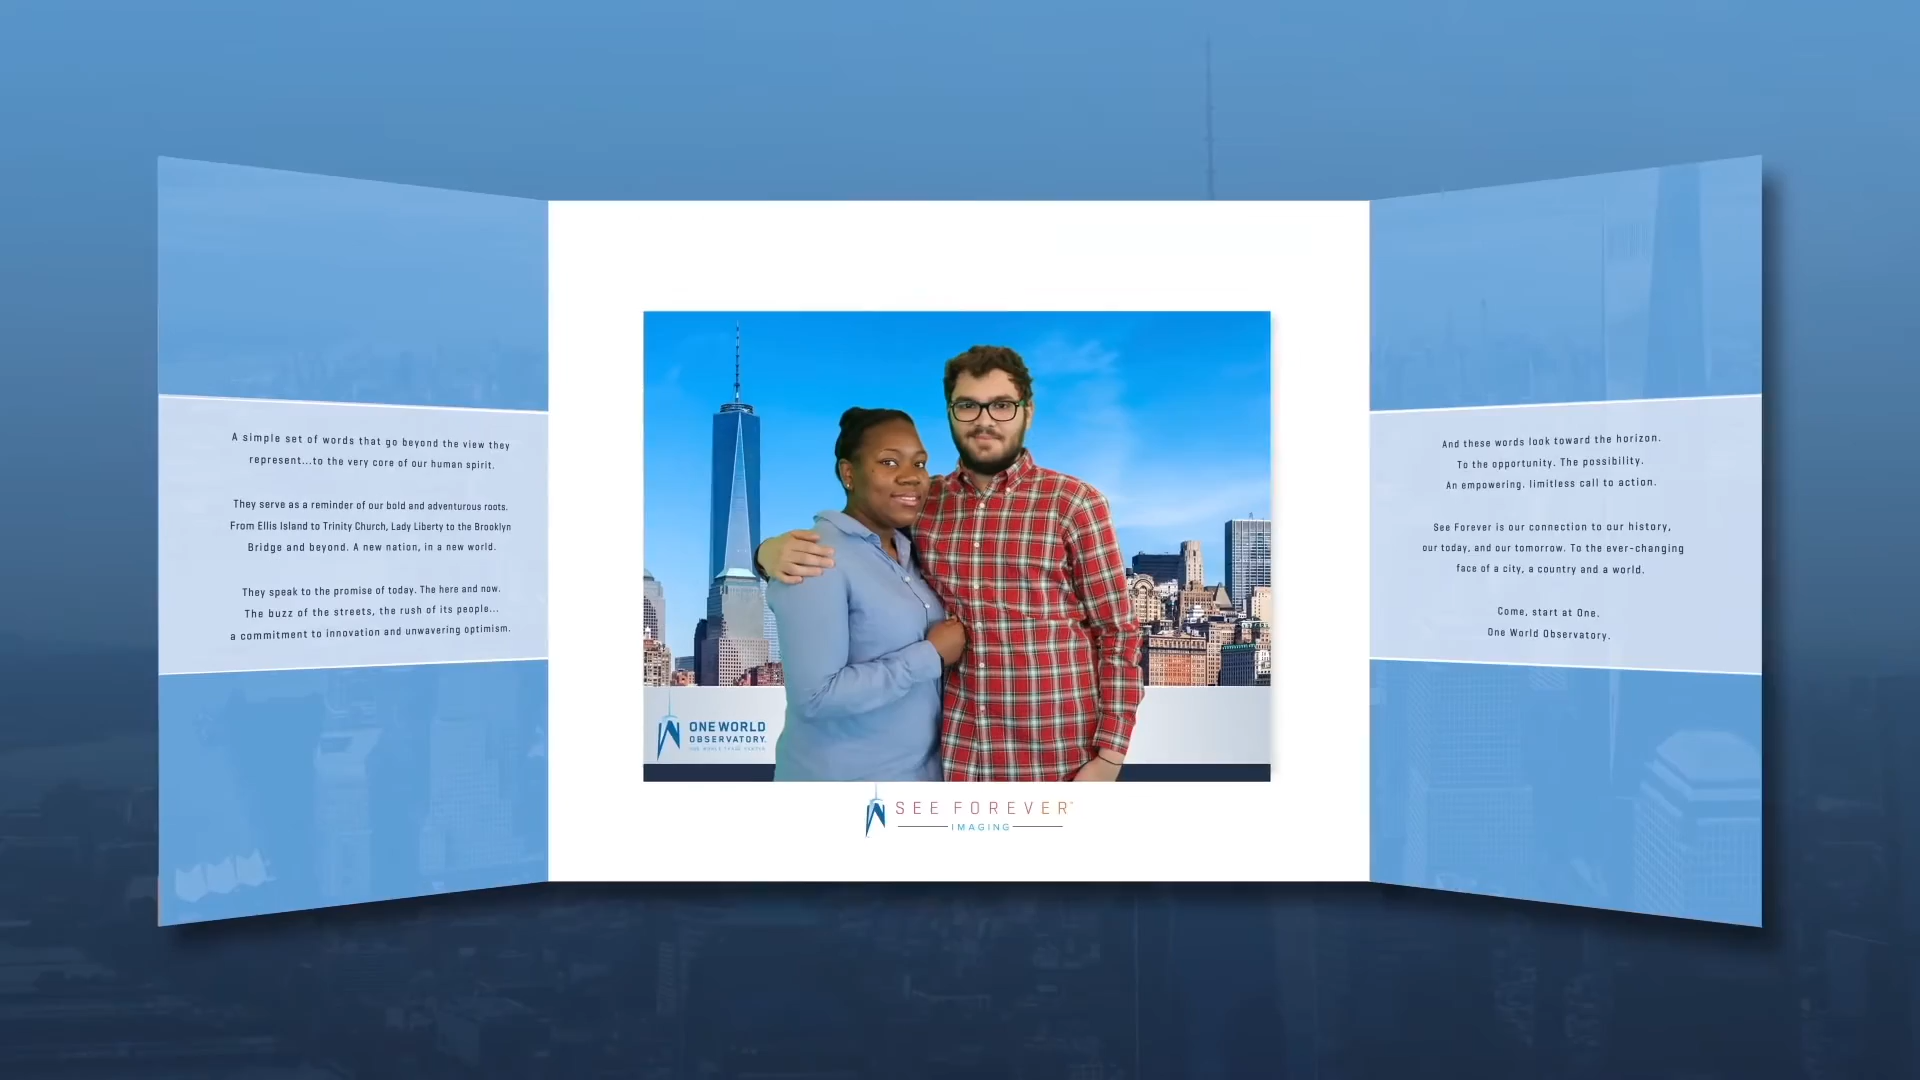 A simple set of words that go beyond the view they
represent...to the very core of our human spirit.
They serve as a reminder of our bold and adventurous roots.
From Ellis Island to Trinity Church, Lady Liberty to the Brooklyn
Bridge and beyond. A new nation, in a new world.
They speak to the promise of today. The here and now.
The buzz of the streets, the rush of its people...
a commitment to innovation and unwavering optimism.
ONE WORLD
OBSERVATORY.
ONE WORLD TRADE CENTER
SEE FOREVER™
IMAGING
And these words look toward the horizon.
To the opportunity. The possibility.
An empowering, limitless call to action.
See Forever is our connection to our history,
our today, and our tomorrow. To the ever-changing
face of a city, a country and a world.
Come, start at One.
One World Observatory.